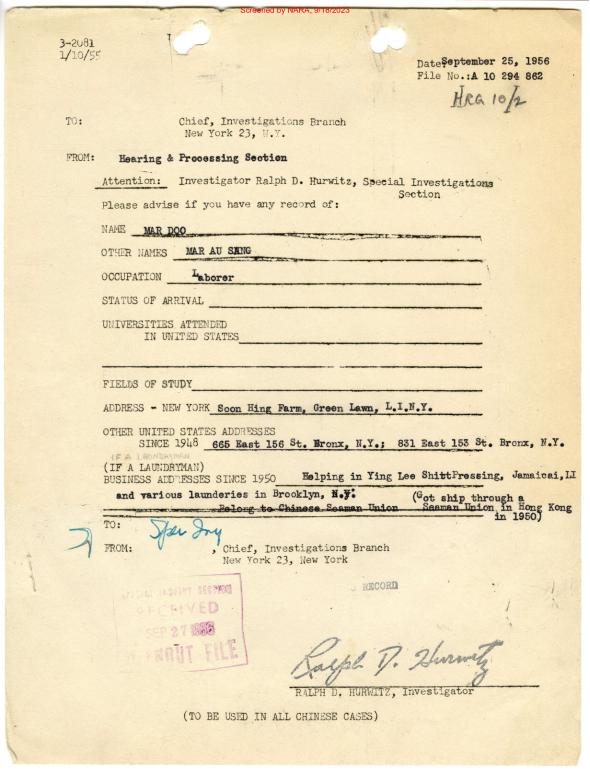 Screened by NARA, 9/18/2023
3-2081
1/10/55
Date: September 25, 1956
File No.: A 10 294 862
HRG 10/2
TO: Chief, Investigations Branch
New York 23, N.Y.
FROM: Hearing & Processing Section
Attention: Investigator Ralph D. Hurwitz, Special Investigations
Section
Please advise if you have any record of:
NAME MAR DOO
OTHER NAMES MAR AU SANG
OCCUPATION Laborer
STATUS OF ARRIVAL
UNIVERSITIES ATTENDED
IN UNITED STATES
FIELDS OF STUDY
ADDRESS - NEW YORK Soon Hing Farm, Green Lawn, L.I.N.Y.
OTHER UNITED STATES ADDRESSES
SINCE 1948 665 East 156 St. Bronx, N.Y.; 831 East 153 St. Bronx, N.Y.
IF A LAUNDRYMAN
(IF A LAUNDRYMAN)
BUSINESS ADDRESSES SINCE 1950 Helping in Ying Lee ShittPressing, Jamaicai,LI
and various launderies in Brooklyn, N.Y. (Got ship through a
Belong to Chinese Seaman Union Seaman Union in Hong Kong
in 1950)
TO:
FROM: , Chief, Investigations Branch
New York 23, New York
RECORD
RECEIVED
SEP 27 1956
FILE
Ralph D. Hurwitz
RALPH D. HURWITZ, Investigator
(TO BE USED IN ALL CHINESE CASES)